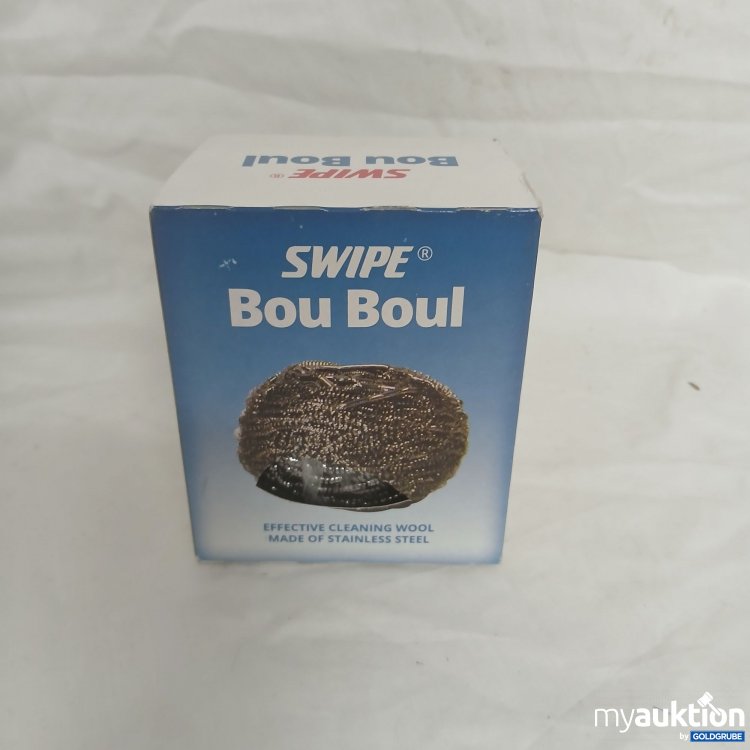 SWIPE®
Bou Boul
SWIPE®
Bou Boul
EFFECTIVE CLEANING WOOL
MADE OF STAINLESS STEEL
myauktion
by GOLDGRUBE